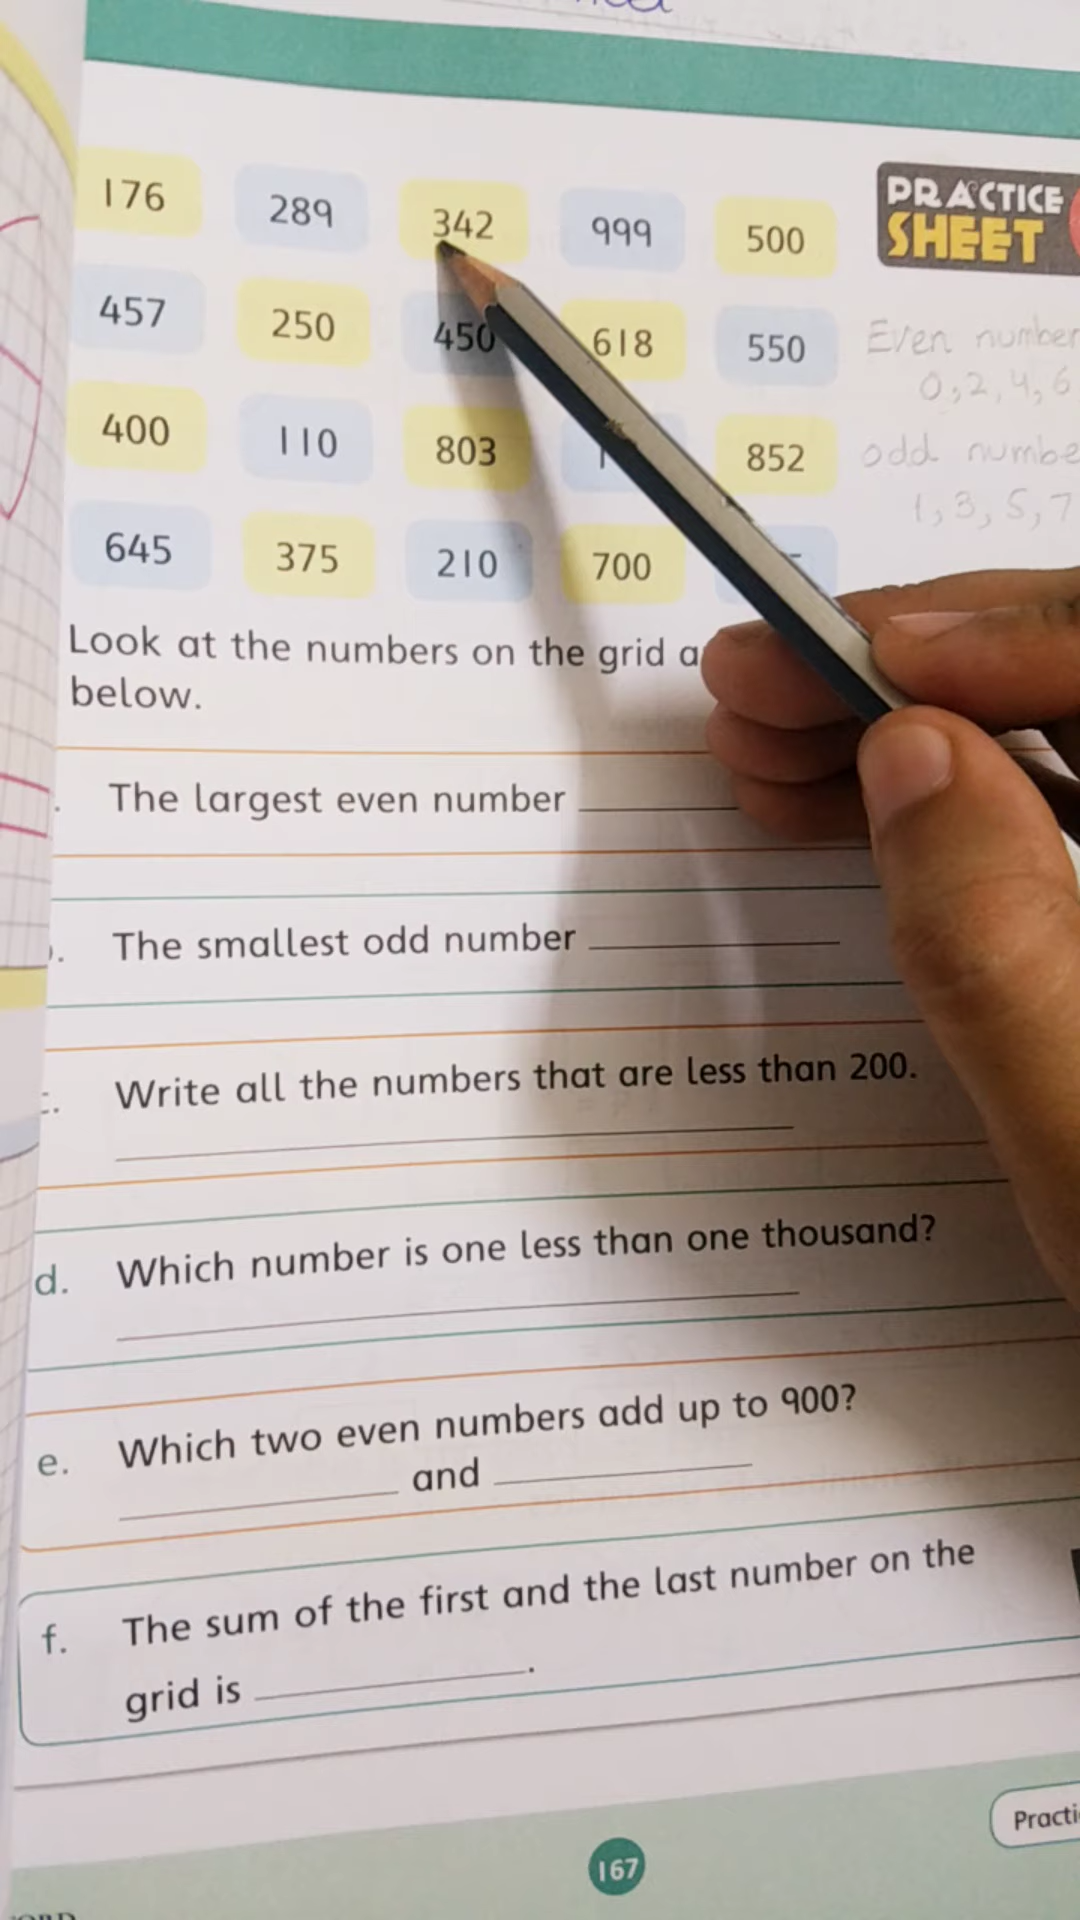 176 289 342 999 500
PRACTICE
SHEET
457 250 450 618 550
Even number
0,2,4,6
400 110 803 852
odd numbe
1,3,5,7
645 375 210 700
Look at the numbers on the grid
below.
The largest even number
The smallest odd number
Write all the numbers that are less than 200.
d. Which number is one less than one thousand?
e. Which two even numbers add up to 900?
and
f. The sum of the first and the last number on the
grid is .
Practi
167